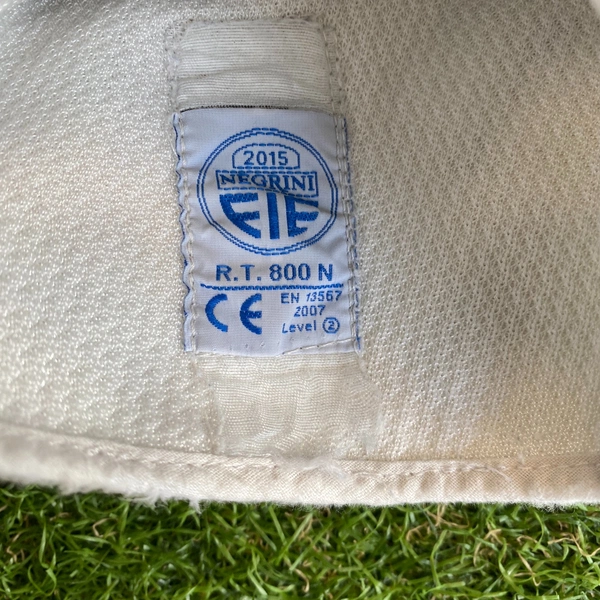 2015
NEGRINI
FIE
R.T. 800 N
CE EN 13567
2007
Level 2